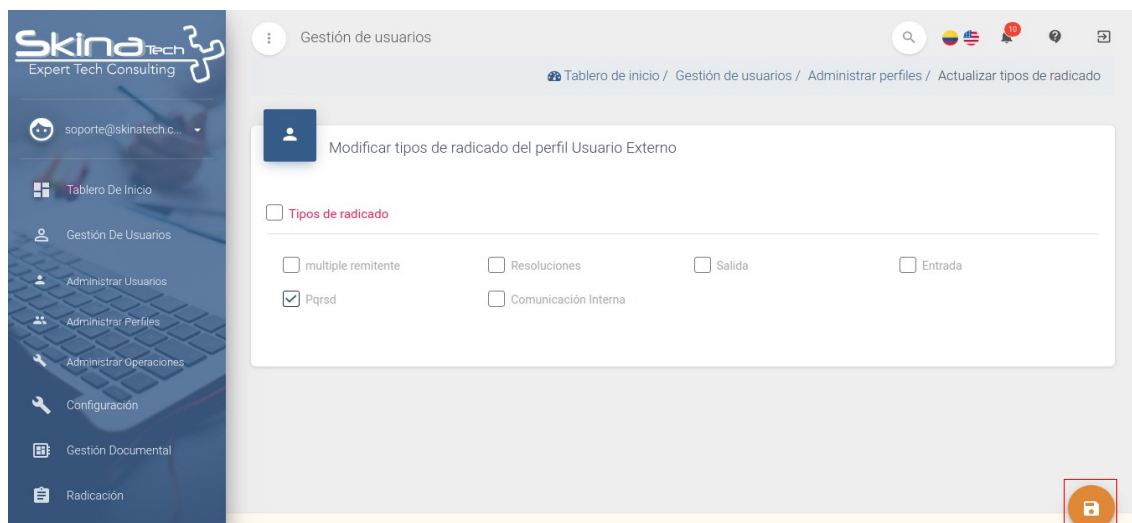 SkinaTech
Expert Tech Consulting
soporte@skinatech.c...
Tablero De Inicio
Gestión De Usuarios
Administrar Usuarios
Administrar Perfiles
Administrar Operaciones
Configuración
Gestión Documental
Radicación
Gestión de usuarios
10
Tablero de inicio / Gestión de usuarios / Administrar perfiles / Actualizar tipos de radicado
Modificar tipos de radicado del perfil Usuario Externo
Tipos de radicado
multiple remitente Resoluciones Salida Entrada
Pqrsd Comunicación Interna